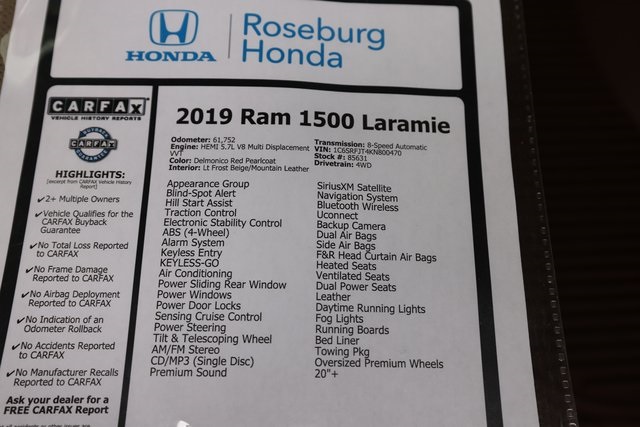 HONDA
Roseburg
Honda
CARFAX
VEHICLE HISTORY REPORTS
BUYBACK
CARFAX
GUARANTEE
HIGHLIGHTS:
[excerpt from CARFAX Vehicle History
Report]
✓2+ Multiple Owners
✓Vehicle Qualifies for the
CARFAX Buyback
Guarantee
✓No Total Loss Reported
to CARFAX
✓No Frame Damage
Reported to CARFAX
✓No Airbag Deployment
Reported to CARFAX
✓No Indication of an
Odometer Rollback
✓No Accidents Reported
to CARFAX
✓No Manufacturer Recalls
Reported to CARFAX
Ask your dealer for a
FREE CARFAX Report
2019 Ram 1500 Laramie
Odometer: 61,752
Engine: HEMI 5.7L V8 Multi Displacement
VVT
Color: Delmonico Red Pearlcoat
Interior: Lt Frost Beige/Mountain Leather
Transmission: 8-Speed Automatic
VIN: 1C6SRFJT4KN800470
Stock #: 85631
Drivetrain: 4WD
Appearance Group
Blind-Spot Alert
Hill Start Assist
Traction Control
Electronic Stability Control
ABS (4-Wheel)
Alarm System
Keyless Entry
KEYLESS-GO
Air Conditioning
Power Sliding Rear Window
Power Windows
Power Door Locks
Sensing Cruise Control
Power Steering
Tilt & Telescoping Wheel
AM/FM Stereo
CD/MP3 (Single Disc)
Premium Sound
SiriusXM Satellite
Navigation System
Bluetooth Wireless
Uconnect
Backup Camera
Dual Air Bags
Side Air Bags
F&R Head Curtain Air Bags
Heated Seats
Ventilated Seats
Dual Power Seats
Leather
Daytime Running Lights
Fog Lights
Running Boards
Bed Liner
Towing Pkg
Oversized Premium Wheels
20"+